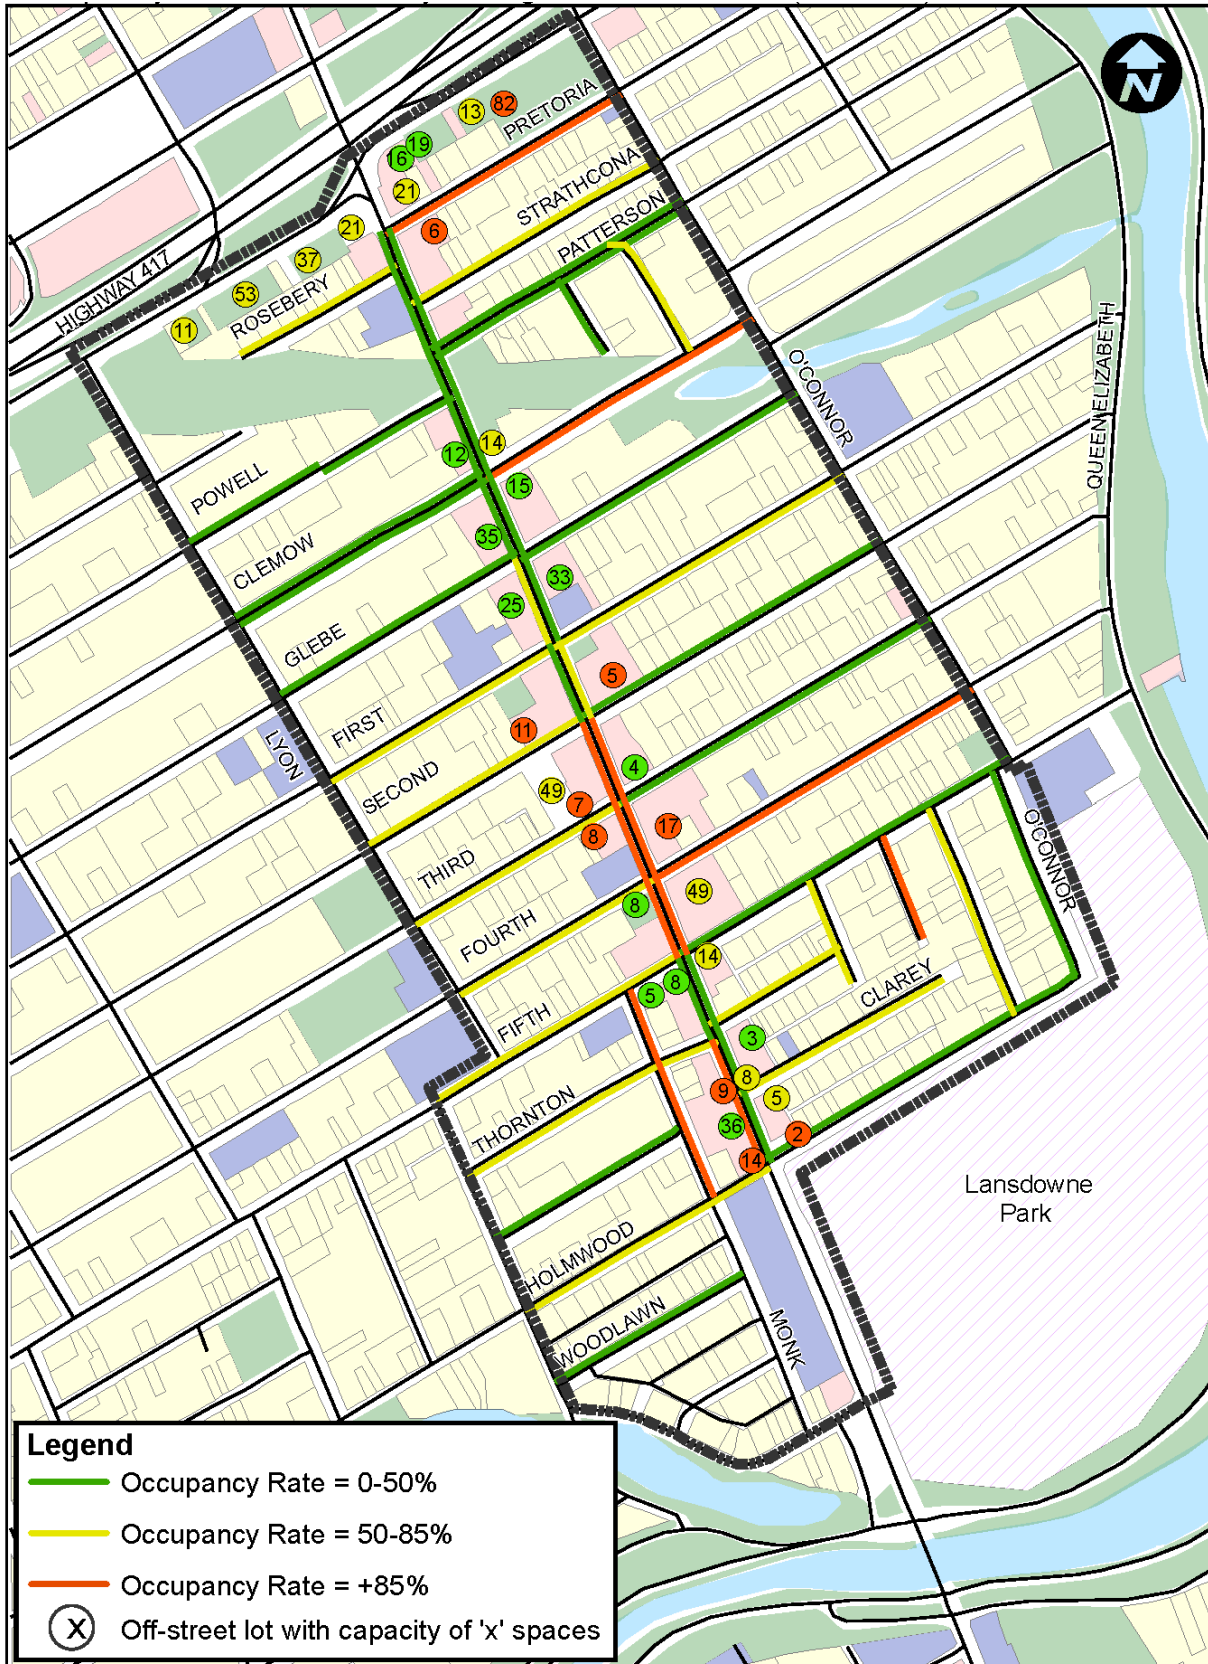 N
13
82
PRETORIA
16
19
21
STRATHCONA
6
PATTERSON
21
37
53
HIGHWAY 417
ROSEBERY
11
O'CONNOR
QUEEN ELIZABETH
14
12
POWELL
15
35
CLEMOW
33
25
GLEBE
5
FIRST
11
LYON
SECOND
4
49
7
8
17
THIRD
49
8
FOURTH
O'CONNOR
14
8
5
CLAREY
FIFTH
3
8
9
5
THORNTON
36
2
14
Lansdowne
Park
HOLMWOOD
WOODLAWN
MONK
Legend
Occupancy Rate = 0-50%
Occupancy Rate = 50-85%
Occupancy Rate = +85%
X Off-street lot with capacity of 'x' spaces